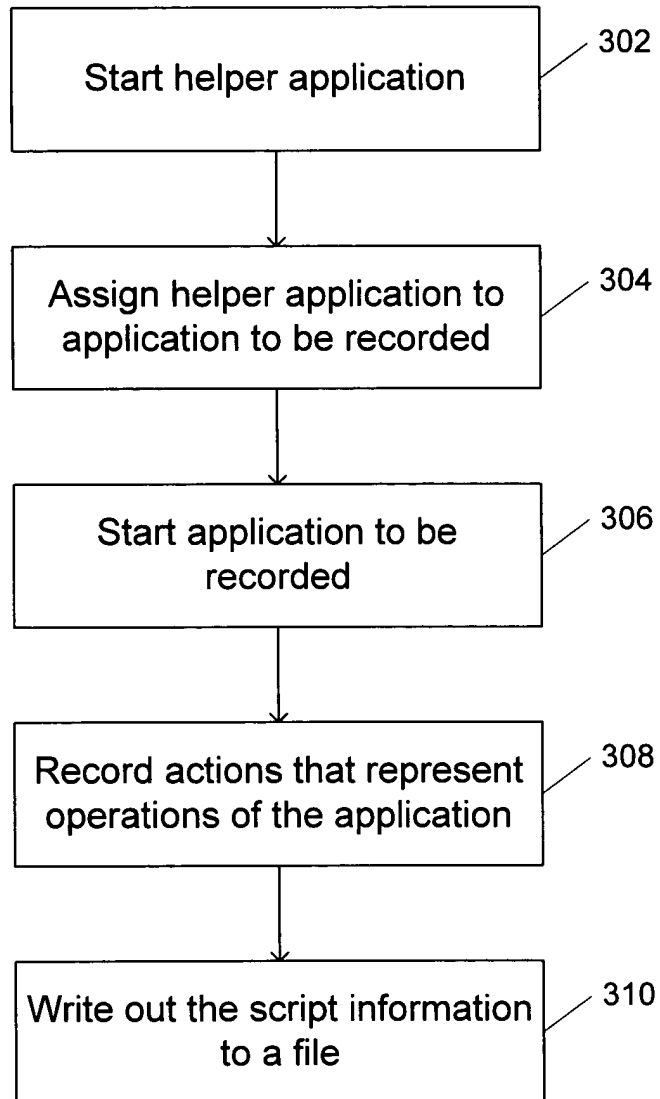 302
Start helper application
304
Assign helper application to
application to be recorded
306
Start application to be
recorded
308
Record actions that represent
operations of the application
310
Write out the script information
to a file